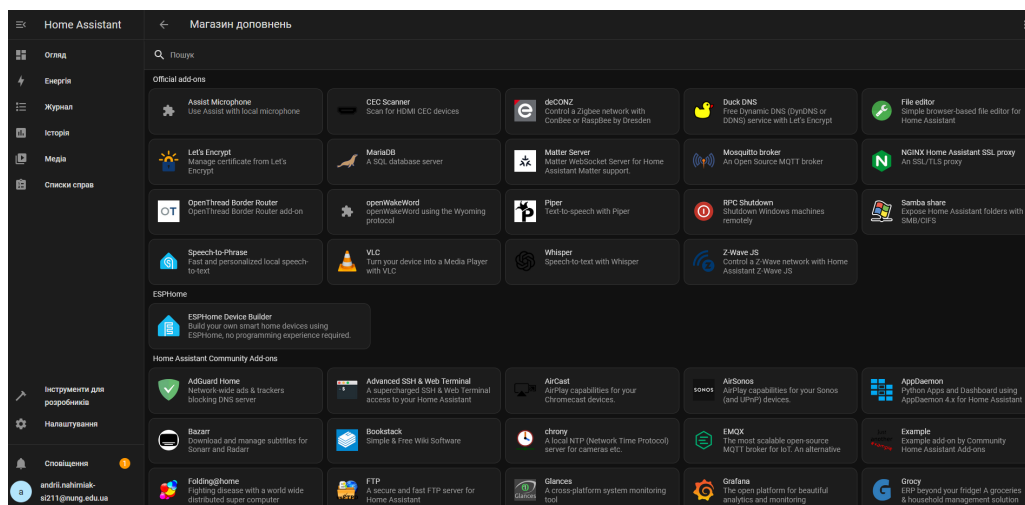 Home Assistant
Магазин доповнень
Огляд
Пошук
Енергія
Журнал
Історія
Медіа
Списки справ
Official add-ons
Assist Microphone
Use Assist with local microphone
CEC Scanner
Scan for HDMI CEC devices
deCONZ
Control a Zigbee network with
ConBee or RaspBee by Dresden
Duck DNS
Free Dynamic DNS (DynDNS or
DDNS) service with Let's Encrypt
File editor
Simple browser-based file editor for
Home Assistant
Let's Encrypt
Manage certificate from Let's
Encrypt
MariaDB
A SQL database server
Matter Server
Matter WebSocket Server for Home
Assistant Matter support.
Mosquitto broker
An Open Source MQTT broker
NGINX Home Assistant SSL proxy
An SSL/TLS proxy
OT
OpenThread Border Router
OpenThread Border Router add-on
openWakeWord
openWakeWord using the Wyoming
protocol
Piper
Text-to-speech with Piper
RPC Shutdown
Shutdown Windows machines
remotely
Samba share
Expose Home Assistant folders with
SMB/CIFS
Speech-to-Phrase
Fast and personalized local speech-
to-text
VLC
Turn your device into a Media Player
with VLC
Whisper
Speech-to-text with Whisper
Z-Wave JS
Control a Z-Wave network with Home
Assistant Z-Wave JS
ESPHome
ESPHome Device Builder
Build your own smart home devices using
ESPHome, no programming experience required.
Home Assistant Community Add-ons
AdGuard Home
Network-wide ads & trackers
blocking DNS server
Advanced SSH & Web Terminal
A supercharged SSH & Web Terminal
access to your Home Assistant
AirCast
AirPlay capabilities for your
Chromecast devices.
SONOS
AirSonos
AirPlay capabilities for your Sonos
(and UPnP) devices.
AppDaemon
Python Apps and Dashboard using
AppDaemon 4.x for Home Assistant
Bazarr
Download and manage subtitles for
Sonarr and Radarr
Bookstack
Simple & Free Wiki Software
chrony
A local NTP (Network Time Protocol)
server for cameras etc.
EMQX
The most scalable open-source
MQTT broker for IoT. An alternative
Example
Example add-on by Community
Home Assistant Add-ons
Folding@home
Fighting disease with a world wide
distributed super computer
FTP
A secure and fast FTP server for
Home Assistant
Glances
Glances
A cross-platform system monitoring
tool
Grafana
The open platform for beautiful
analytics and monitoring
Grocy
ERP beyond your fridge! A groceries
& household management solution
Інструменти для
розробників
Налаштування
Сповіщення
1
a
andrii.nahirniak-
si211@nung.edu.ua